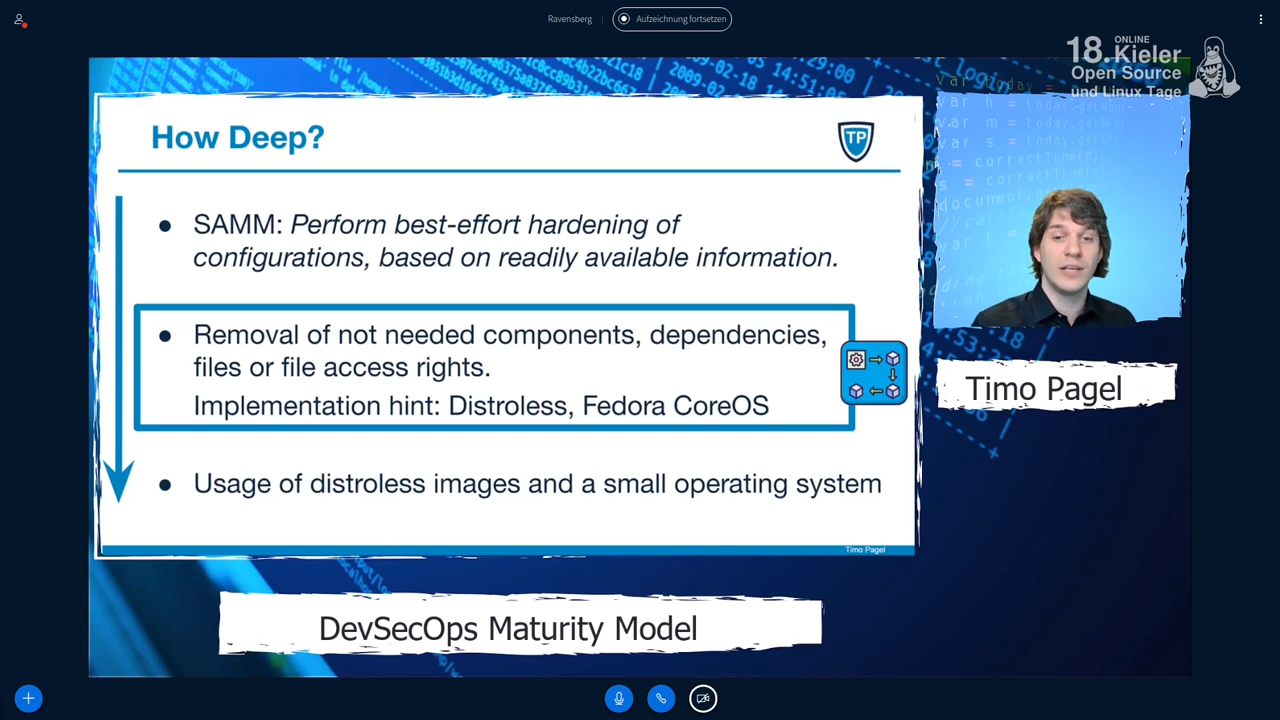 Ravensberg
Aufzeichnung fortsetzen
ONLINE
18.Kieler
Open Source
und Linux Tage
How Deep?
TP
● SAMM: Perform best-effort hardening of
configurations, based on readily available information.
● Removal of not needed components, dependencies,
files or file access rights.
Implementation hint: Distroless, Fedora CoreOS
● Usage of distroless images and a small operating system
Timo Pagel
Timo Pagel
DevSecOps Maturity Model